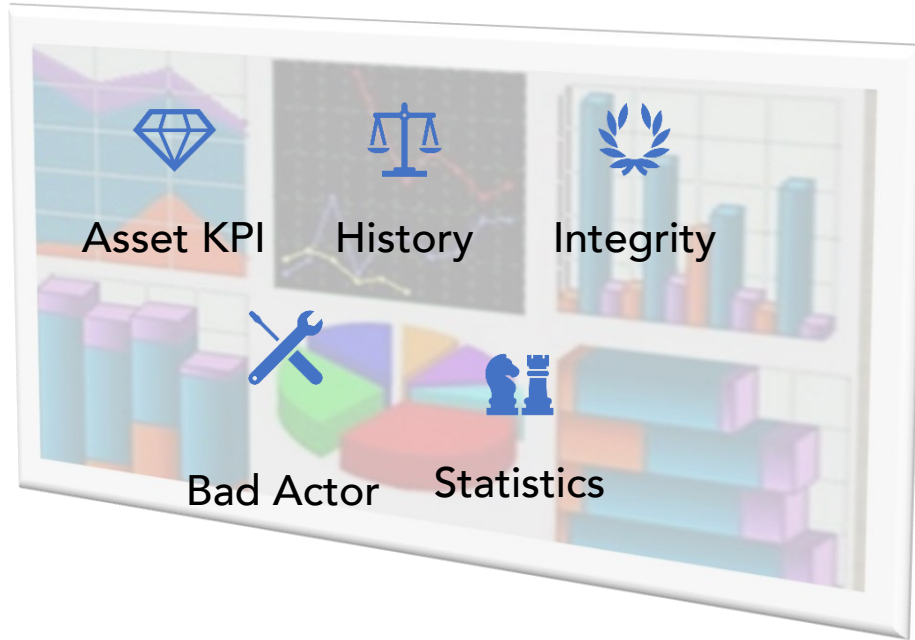 Asset KPI
History
Integrity
Bad Actor
Statistics